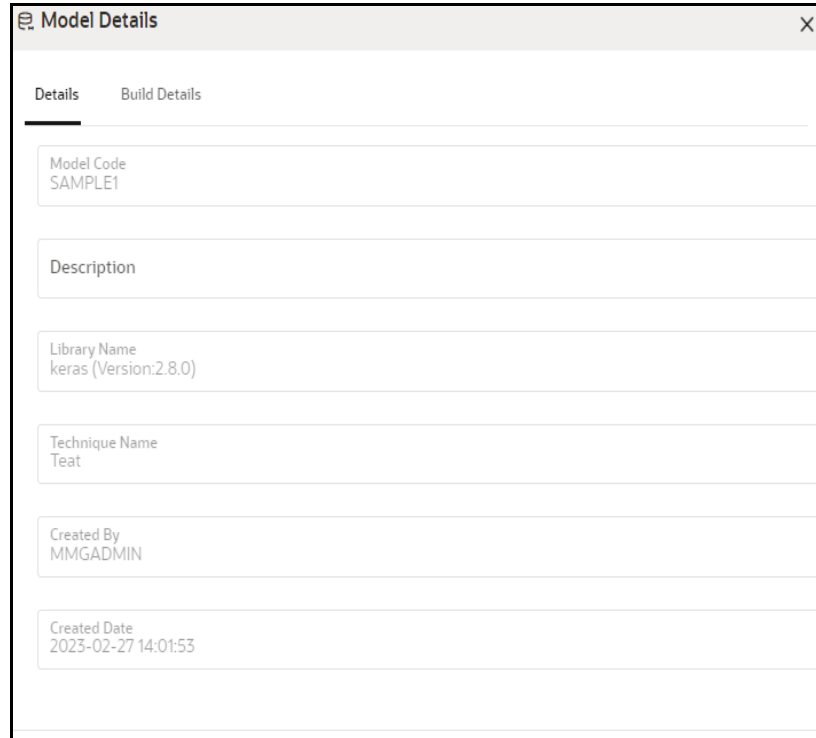 Model Details
Details Build Details
Model Code
SAMPLE1
Description
Library Name
keras (Version:2.8.0)
Technique Name
Teat
Created By
MMGADMIN
Created Date
2023-02-27 14:01:53